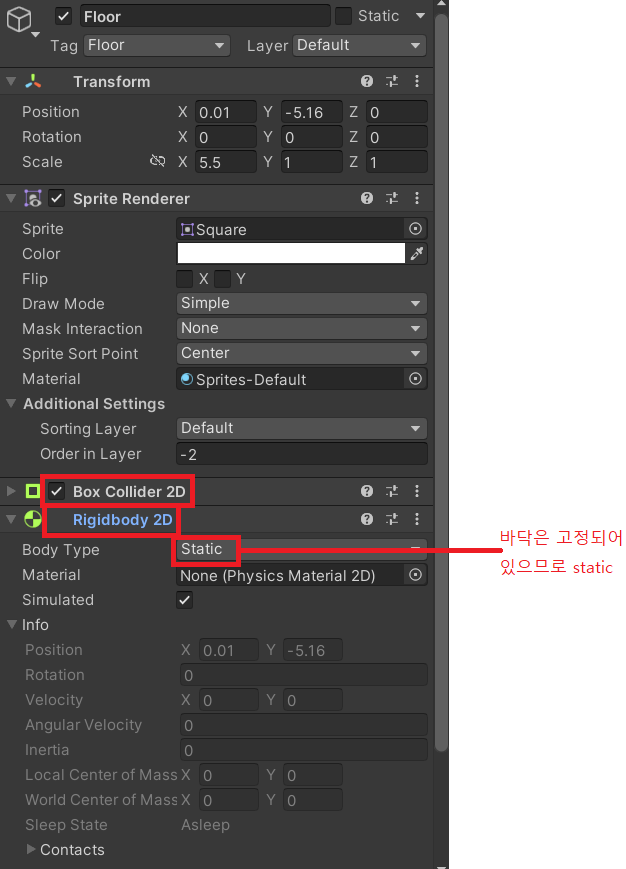 Floor Static
Tag Floor Layer Default
Transform
Position X 0.01 Y -5.16 Z 0
Rotation X 0 Y 0 Z 0
Scale X 5.5 Y 1 Z 1
Sprite Renderer
Sprite Square
Color
Flip X Y
Draw Mode Simple
Mask Interaction None
Sprite Sort Point Center
Material Sprites-Default
Additional Settings
Sorting Layer Default
Order in Layer -2
Box Collider 2D
Rigidbody 2D
Body Type Static
바닥은 고정되어
있으므로 static
Material None (Physics Material 2D)
Simulated
Info
Position X 0.01 Y -5.16
Rotation 0
Velocity X 0 Y 0
Angular Velocity 0
Inertia 0
Local Center of Mass X 0 Y 0
World Center of Mass X 0 Y 0
Sleep State Asleep
Contacts